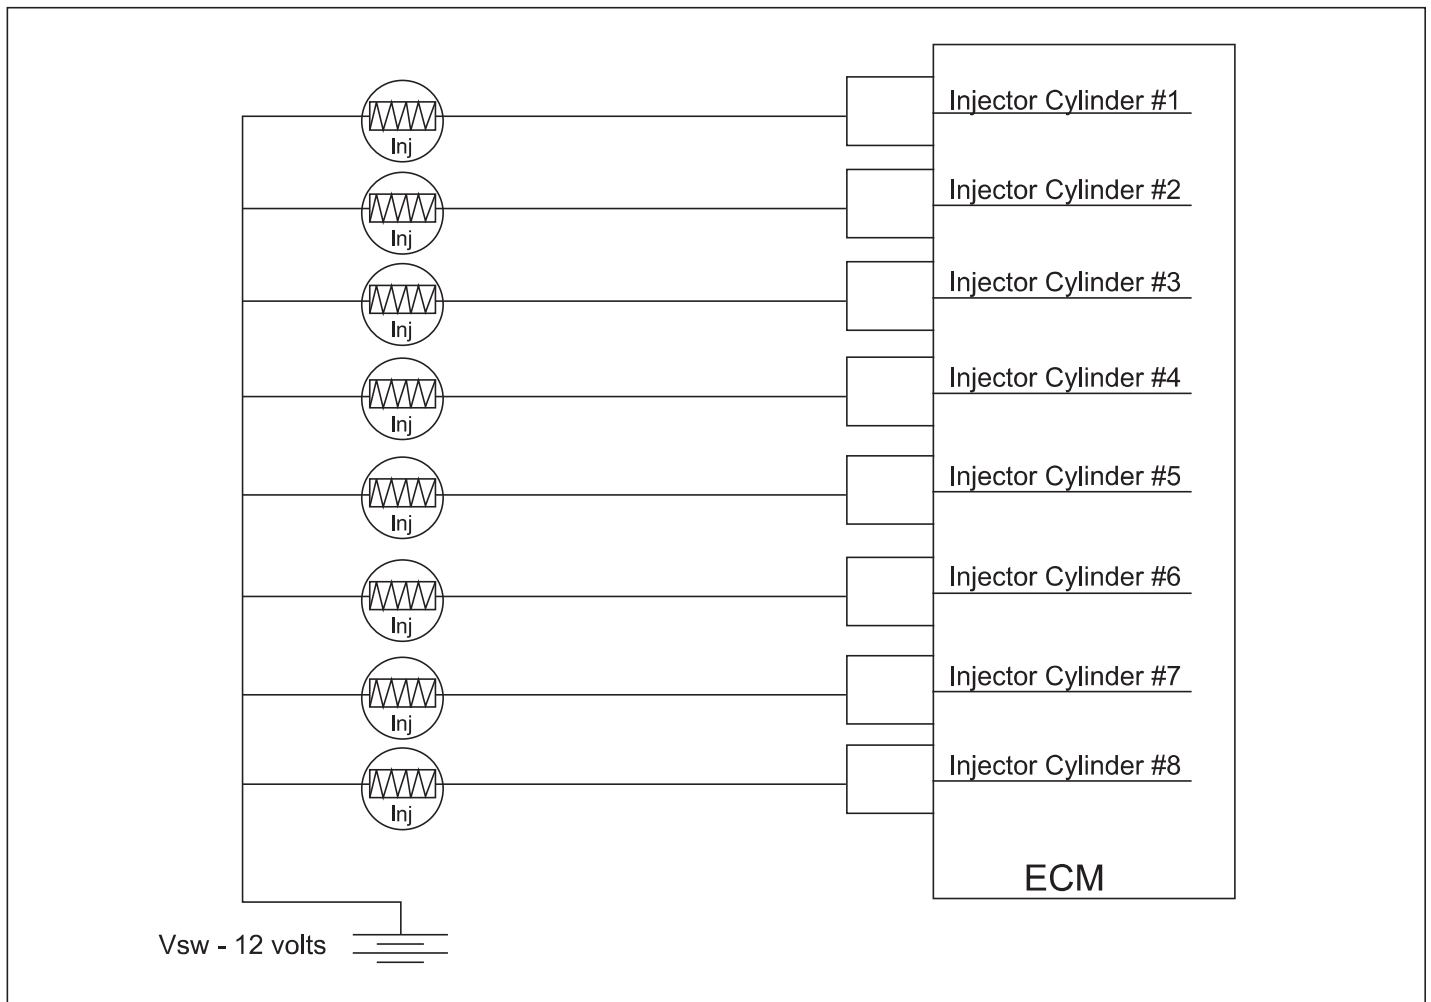 Injector Cylinder #1
Inj
Injector Cylinder #2
Inj
Injector Cylinder #3
Inj
Injector Cylinder #4
Inj
Injector Cylinder #5
Inj
Injector Cylinder #6
Inj
Injector Cylinder #7
Inj
Injector Cylinder #8
Inj
ECM
Vsw - 12 volts